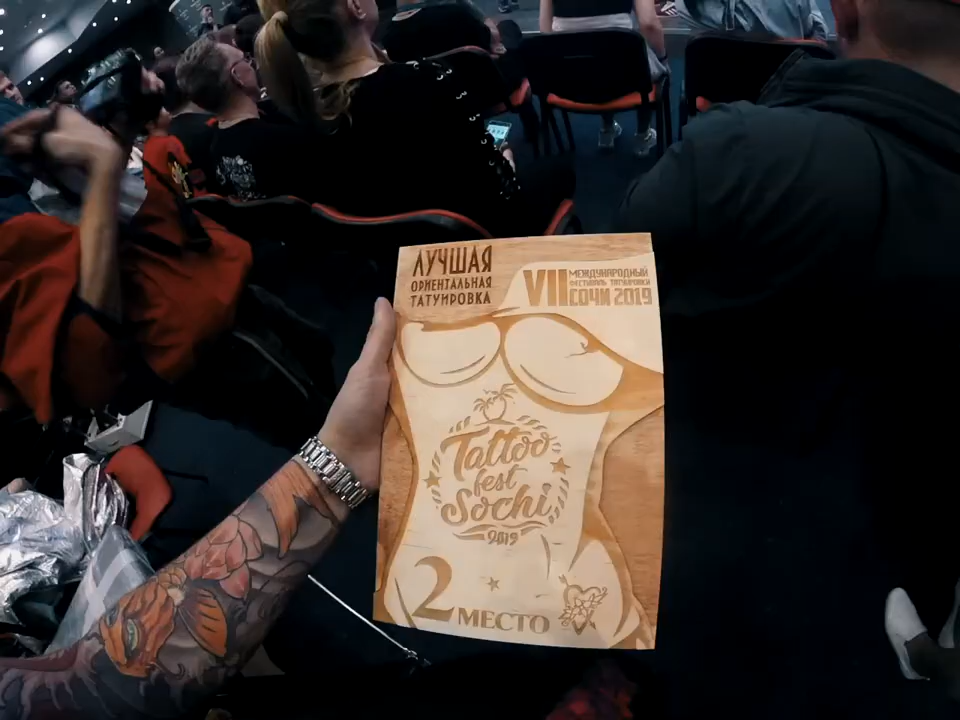 ЛУЧШАЯ
ОРИЕНТАЛЬНАЯ
ТАТУИРОВКА
VII МЕЖДУНАРОДНЫЙ
ФЕСТИВАЛЬ ТАТУИРОВКИ
СОЧИ 2019
Tattoo
fest
Sochi
2019
2 МЕСТО